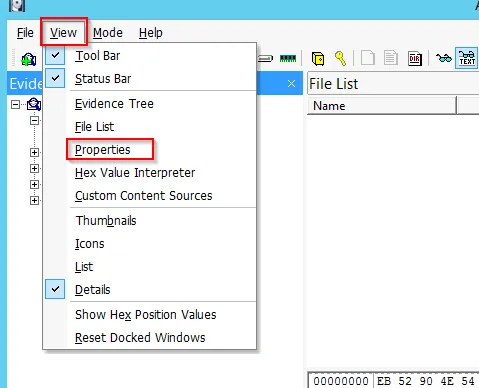 File View Mode Help
DIR TEXT
Evide
File List
Name
Tool Bar
Status Bar
Evidence Tree
File List
Properties
Hex Value Interpreter
Custom Content Sources
Thumbnails
Icons
List
Details
Show Hex Position Values
Reset Docked Windows
00000000 EB 52 90 4E 54